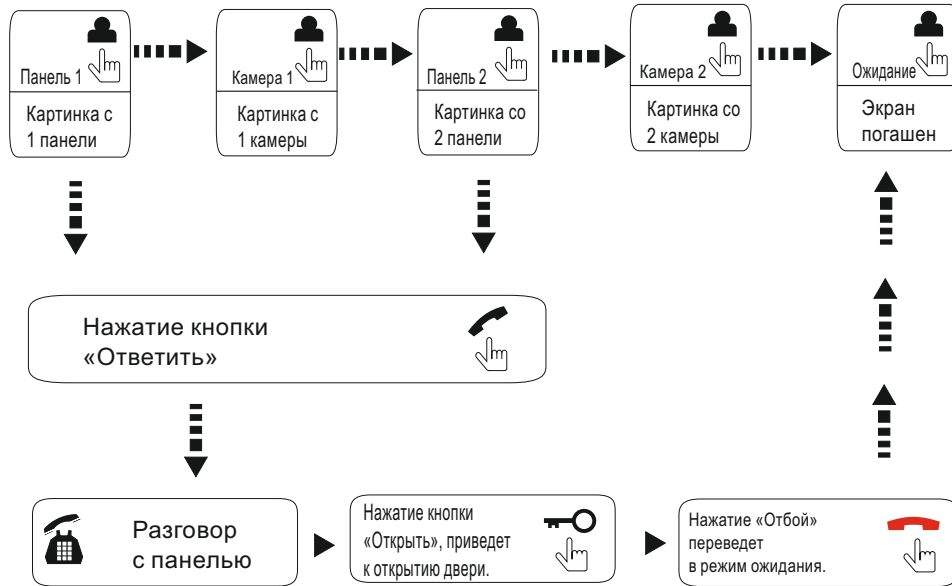 Панель 1
Картинка с
1 панели
Камера 1
Картинка с
1 камеры
Панель 2
Картинка со
2 панели
Камера 2
Картинка со
2 камеры
Ожидание
Экран
погашен
Нажатие кнопки
«Ответить»
Разговор
с панелью
Нажатие кнопки
«Открыть», приведет
к открытию двери.
Нажатие «Отбой»
переведет
в режим ожидания.